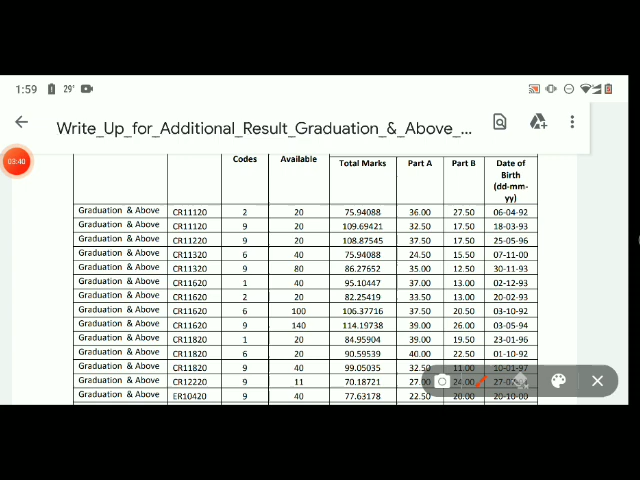 1:59 29°
Write_Up_for_Additional_Result_Graduation_&_Above_...
03:40
Codes Available Total Marks Part A Part B Date of Birth (dd-mm-yy)
Graduation & Above CR11120 2 20 75.94088 36.00 27.50 06-04-92
Graduation & Above CR11120 9 20 109.69421 32.50 17.50 18-03-93
Graduation & Above CR11220 9 20 108.87545 37.50 17.50 25-05-96
Graduation & Above CR11320 6 40 75.94088 24.50 15.50 07-11-00
Graduation & Above CR11320 9 80 86.27652 35.00 12.50 30-11-93
Graduation & Above CR11620 1 40 95.10447 37.00 13.00 02-12-93
Graduation & Above CR11620 2 20 82.25419 33.50 13.00 20-02-93
Graduation & Above CR11620 6 100 106.37716 37.50 20.50 03-10-92
Graduation & Above CR11620 9 140 114.19738 39.00 26.00 03-05-94
Graduation & Above CR11820 1 20 84.95904 39.00 19.50 23-01-96
Graduation & Above CR11820 6 20 90.59539 40.00 22.50 01-10-92
Graduation & Above CR11820 9 40 99.05035 32.50 11.00 10-01-97
Graduation & Above CR12220 9 11 70.18721 27.00 24.00
Graduation & Above ER10420 9 40 77.63178 22.50 20.00 20-10-00